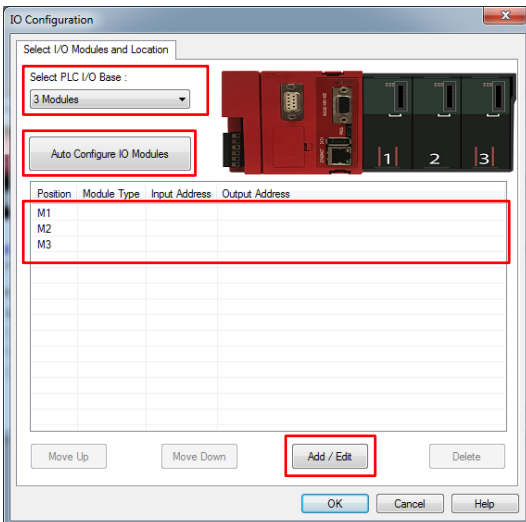 IO Configuration
Select I/O Modules and Location
Select PLC I/O Base :
3 Modules
Auto Configure IO Modules
1 2 3
Position Module Type Input Address Output Address
M1
M2
M3
Move Up Move Down Add / Edit Delete
OK Cancel Help